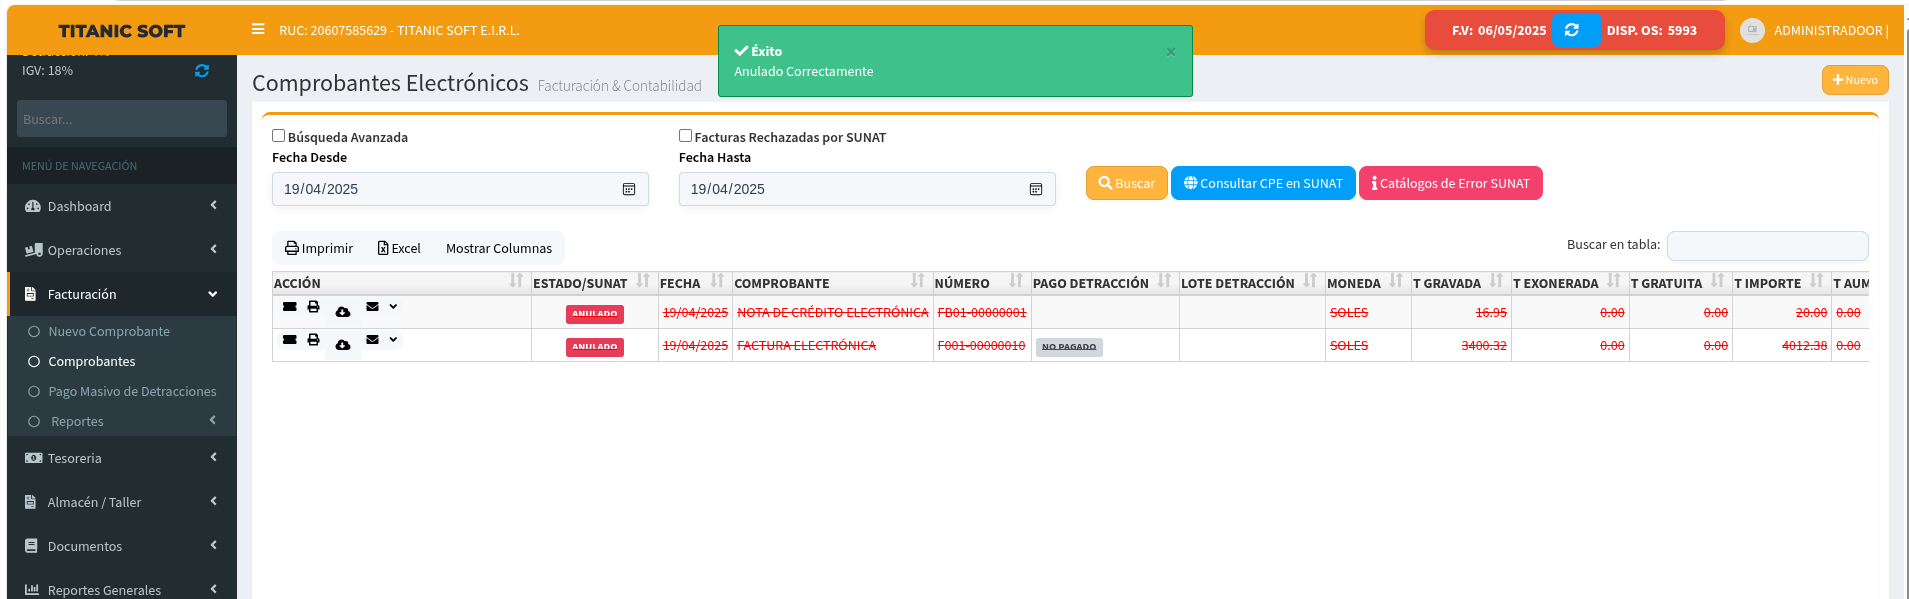 TITANIC SOFT
RUC: 20607585629 - TITANIC SOFT E.I.R.L.
Éxito
Anulado Correctamente
×
F.V: 06/05/2025
DISP. OS: 5993
ADMINISTRADOOR |
IGV: 18%
Buscar...
MENÚ DE NAVEGACIÓN
Dashboard
Operaciones
Facturación
Nuevo Comprobante
Comprobantes
Pago Masivo de Detracciones
Reportes
Tesoreria
Almacén / Taller
Documentos
Reportes Generales
Comprobantes Electrónicos Facturación & Contabilidad
Nuevo
Búsqueda Avanzada
Facturas Rechazadas por SUNAT
Fecha Desde
Fecha Hasta
19/04/2025
19/04/2025
Buscar
Consultar CPE en SUNAT
Catálogos de Error SUNAT
Imprimir
Excel
Mostrar Columnas
Buscar en tabla:
ACCIÓN ESTADO/SUNAT FECHA COMPROBANTE NÚMERO PAGO DETRACCIÓN LOTE DETRACCIÓN MONEDA T GRAVADA T EXONERADA T GRATUITA T IMPORTE T AUM
ANULADO 19/04/2025 NOTA DE CRÉDITO ELECTRÓNICA FB01-00000001 SOLES 16.95 0.00 0.00 20.00 0.00
ANULADO 19/04/2025 FACTURA ELECTRÓNICA F001-00000010 NO PAGADO SOLES 3400.32 0.00 0.00 4012.38 0.00